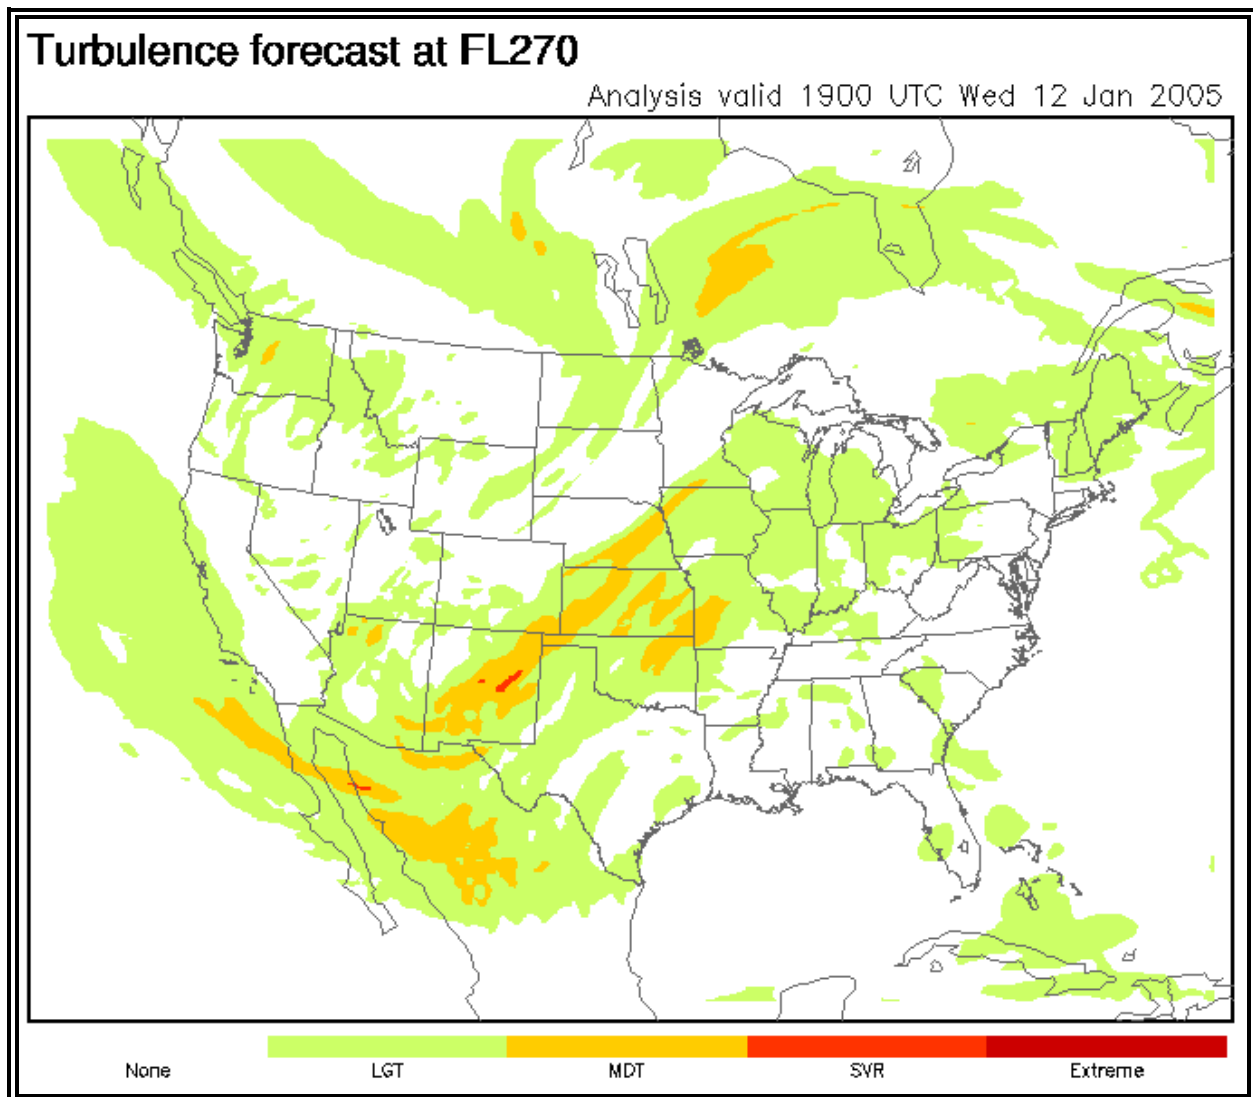 Turbulence forecast at FL270
Analysis valid 1900 UTC Wed 12 Jan 2005
None LGT MDT SVR Extreme